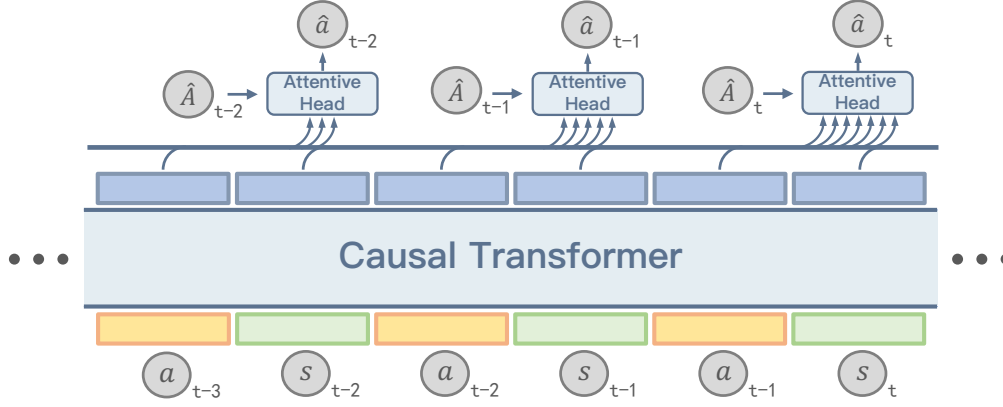 â t-2 â t-1 â t
Â t-2 Attentive Head Â t-1 Attentive Head Â t Attentive Head
Causal Transformer
a t-3 s t-2 a t-2 s t-1 a t-1 s t